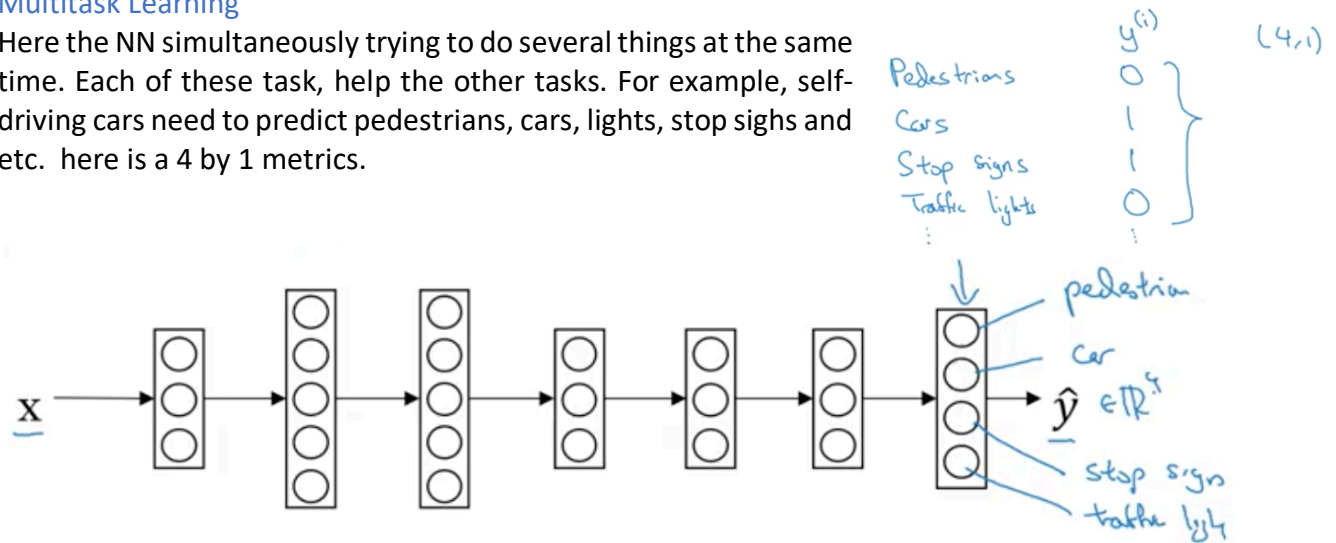 Multitask Learning
Here the NN simultaneously trying to do several things at the same
time. Each of these task, help the other tasks. For example, self-
driving cars need to predict pedestrians, cars, lights, stop sighs and
etc. here is a 4 by 1 metrics.
y^(i) (4,1)
Pedestrians 0
Cars 1
Stop signs 1
Traffic lights 0
⋮ ⋮
pedestrian
car
x ŷ ∈ℝ^4
stop sign
traffic